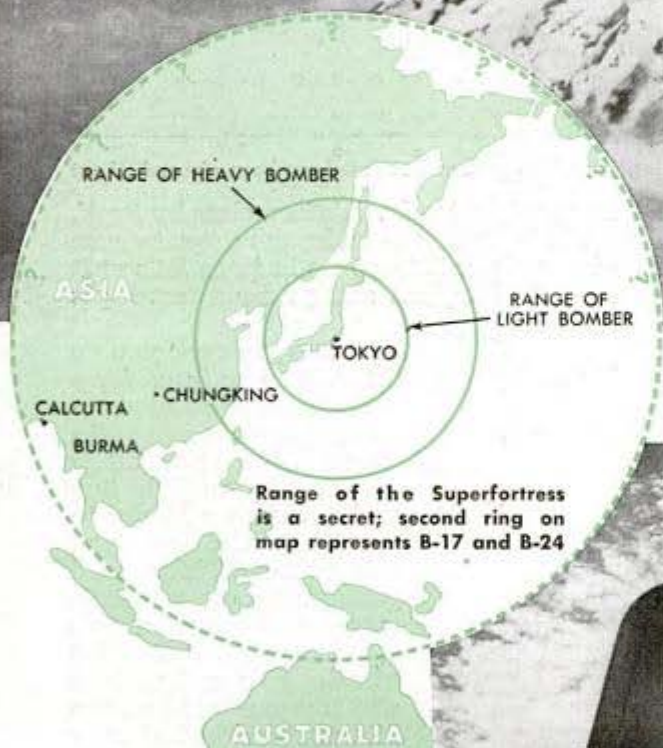 ?
?
?
?
?
?
?
?
RANGE OF HEAVY BOMBER
ASIA
RANGE OF
LIGHT BOMBER
TOKYO
CHUNGKING
CALCUTTA
BURMA
Range of the Superfortress
is a secret; second ring on
map represents B-17 and B-24
AUSTRALIA